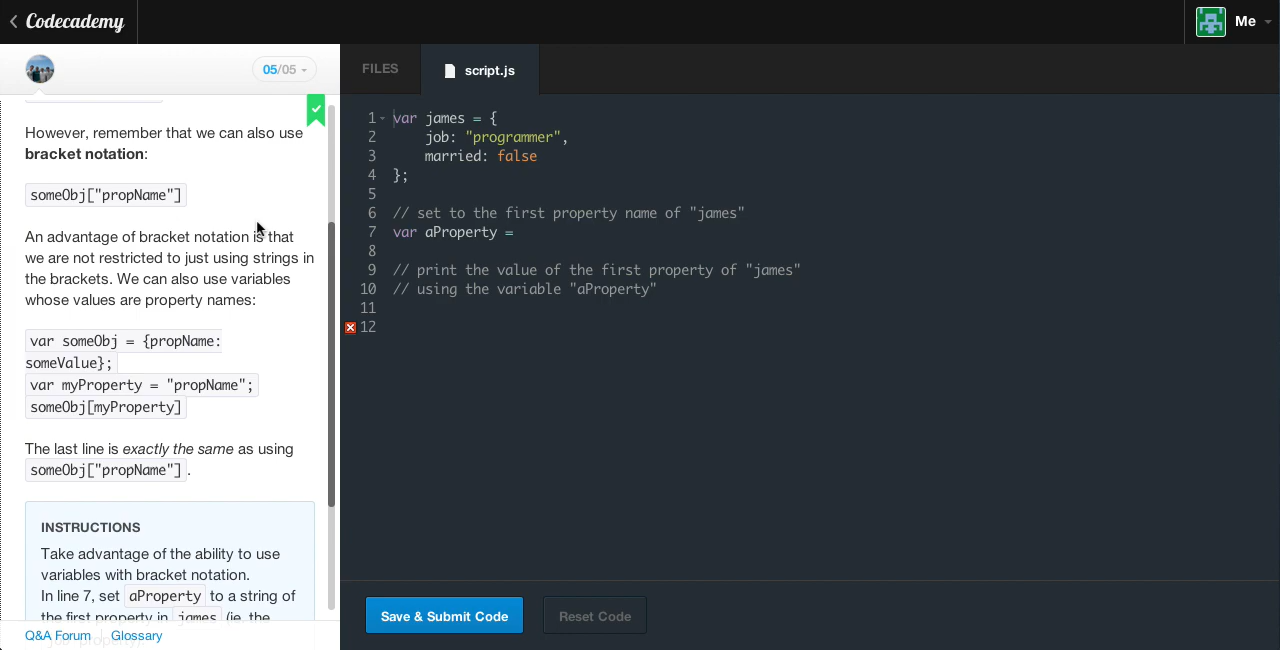 Codecademy
Me
05/05
FILES
script.js
However, remember that we can also use
bracket notation:
someObj["propName"]
An advantage of bracket notation is that
we are not restricted to just using strings in
the brackets. We can also use variables
whose values are property names:
var someObj = {propName:
someValue};
var myProperty = "propName";
someObj[myProperty]
The last line is exactly the same as using
someObj["propName"].
INSTRUCTIONS
Take advantage of the ability to use
variables with bracket notation.
In line 7, set aProperty to a string of
the first property in james (ie. the
job property).
Q&A Forum
Glossary
1 var james = {
2 job: "programmer",
3 married: false
4 };
5
6 // set to the first property name of "james"
7 var aProperty =
8
9 // print the value of the first property of "james"
10 // using the variable "aProperty"
11
12
Save & Submit Code
Reset Code